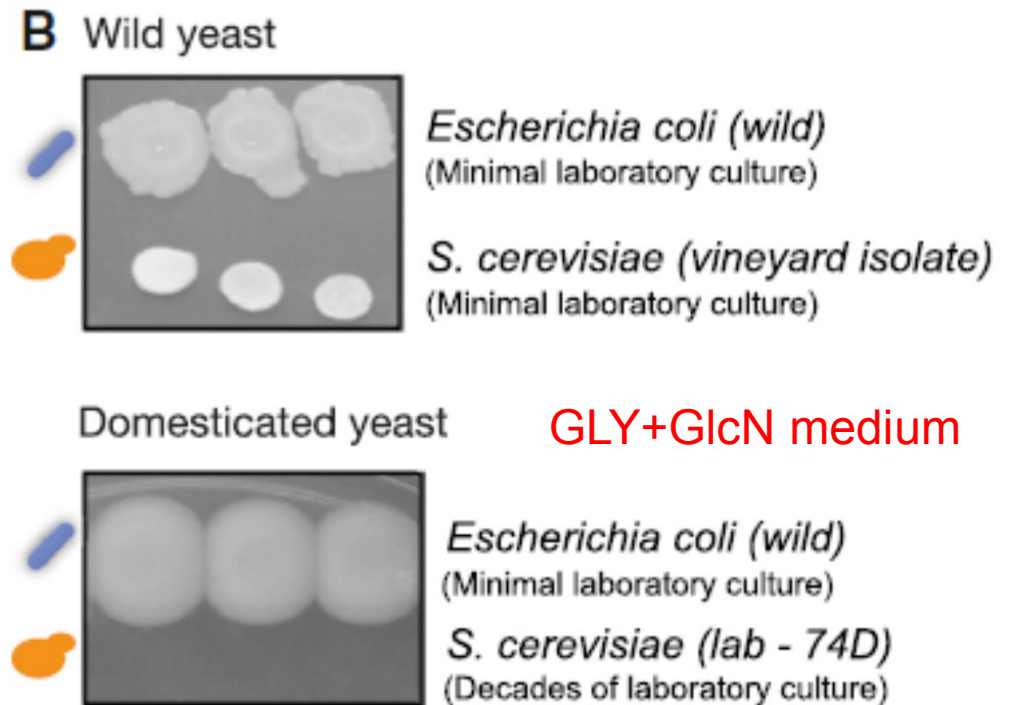 B Wild yeast
Escherichia coli (wild)
(Minimal laboratory culture)
S. cerevisiae (vineyard isolate)
(Minimal laboratory culture)
Domesticated yeast
GLY+GlcN medium
Escherichia coli (wild)
(Minimal laboratory culture)
S. cerevisiae (lab - 74D)
(Decades of laboratory culture)